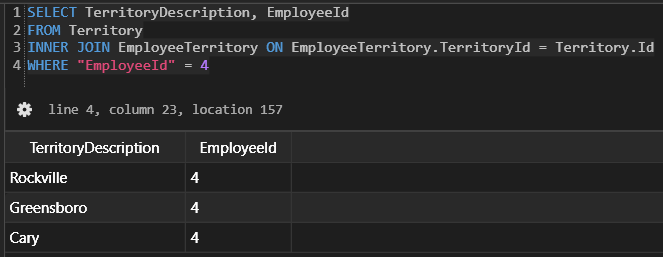 1 SELECT TerritoryDescription, EmployeeId
2 FROM Territory
3 INNER JOIN EmployeeTerritory ON EmployeeTerritory.TerritoryId = Territory.Id
4 WHERE "EmployeeId" = 4
line 4, column 23, location 157
TerritoryDescription EmployeeId
Rockville 4
Greensboro 4
Cary 4